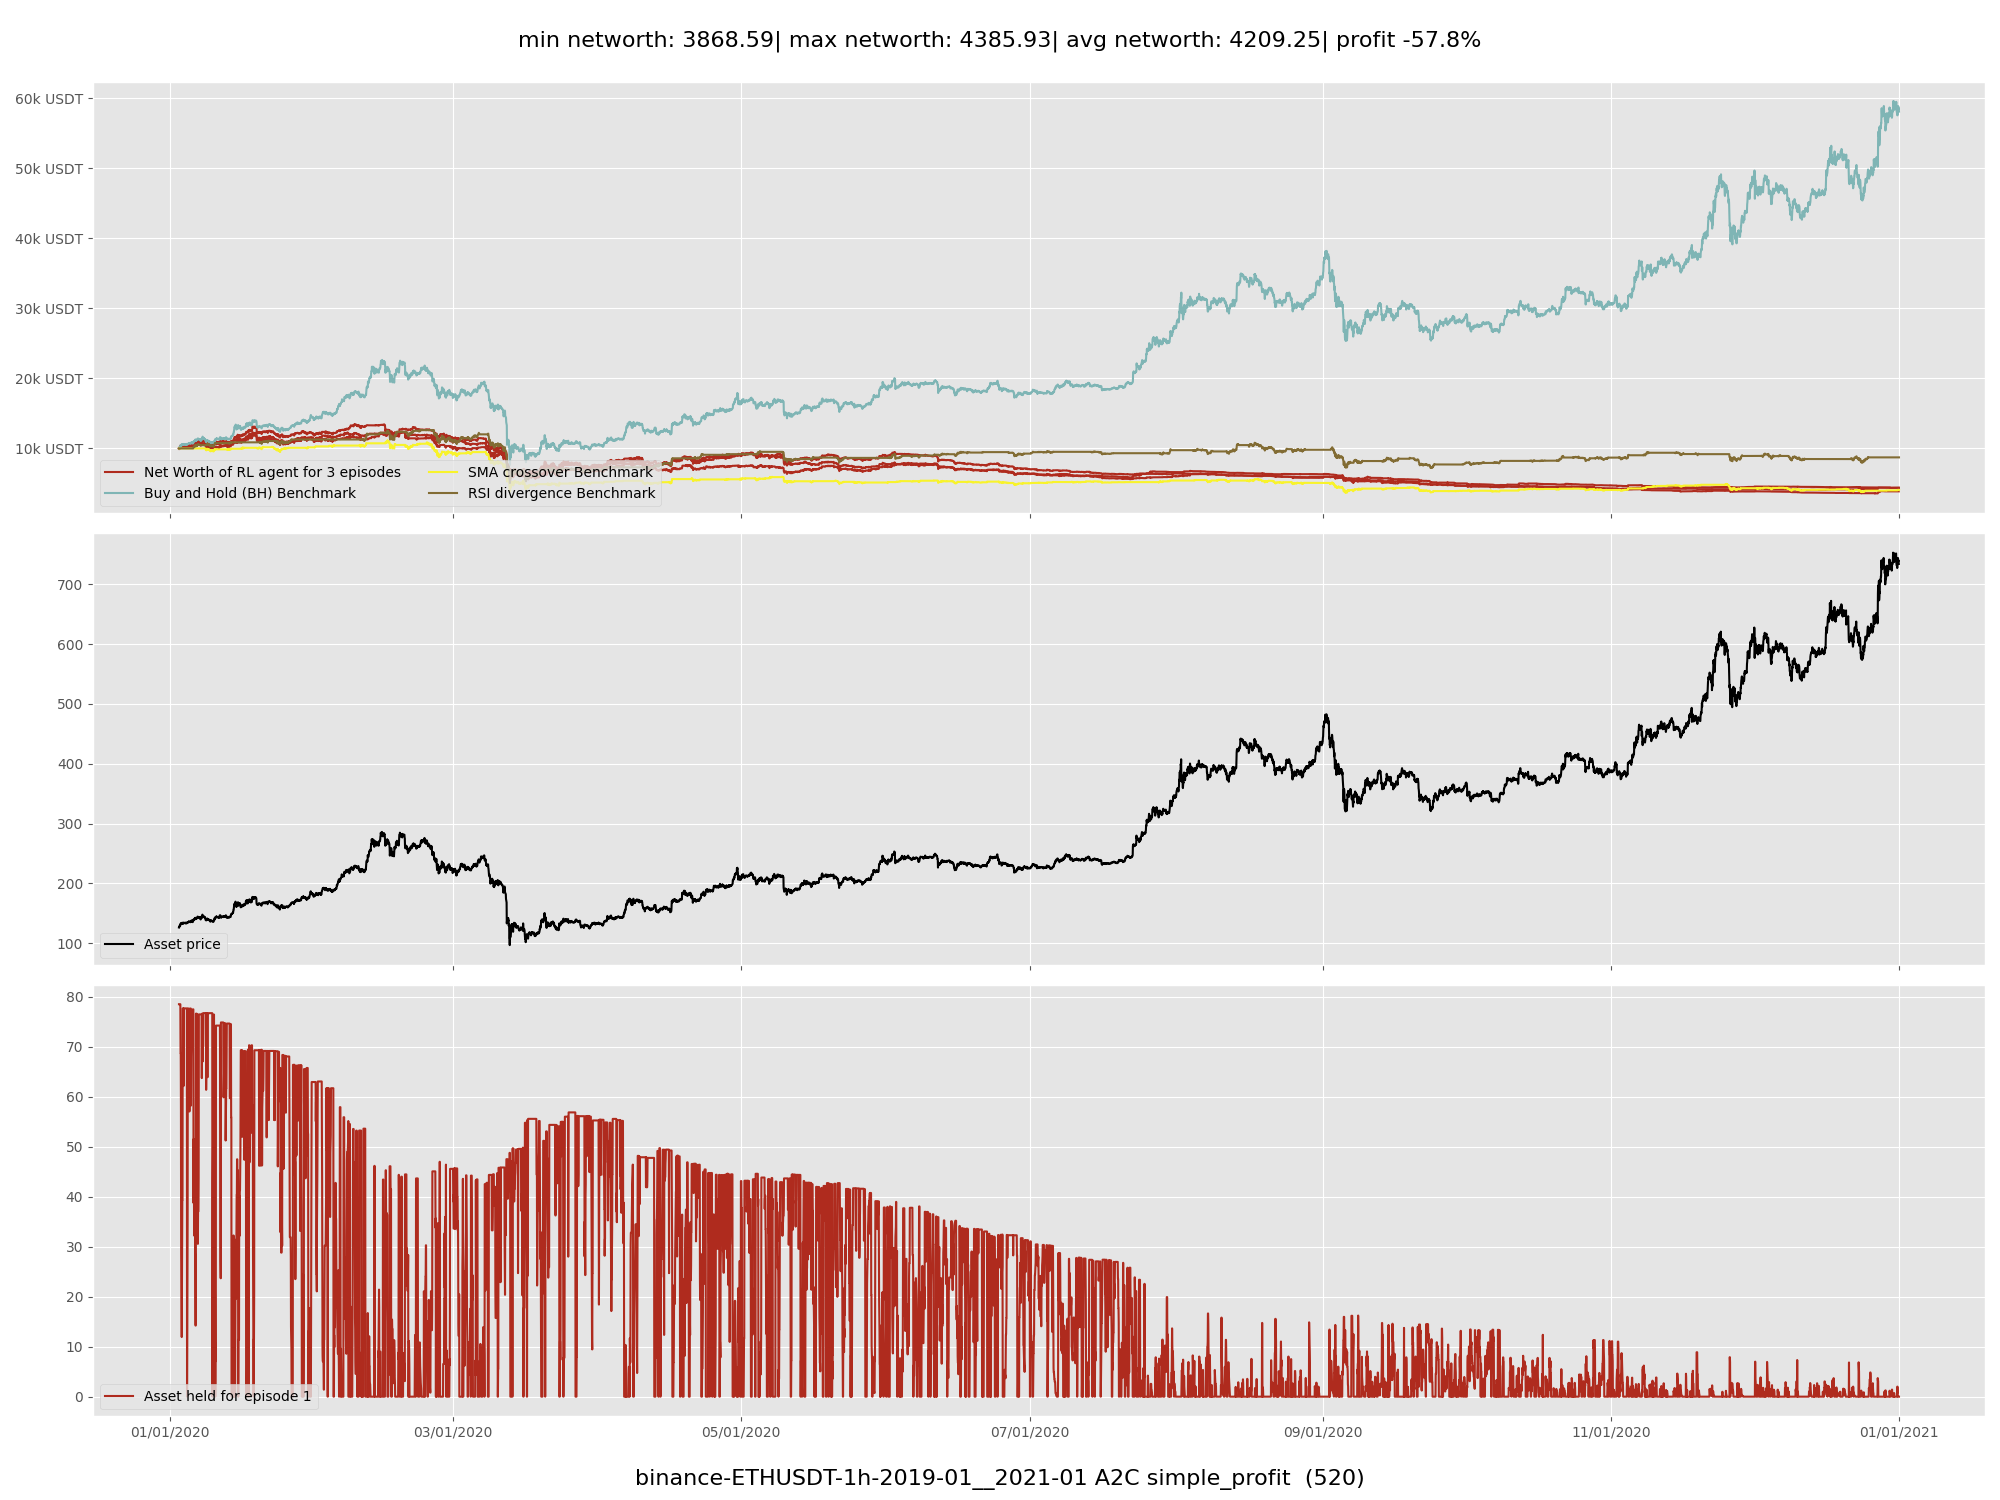 min networth: 3868.59| max networth: 4385.93| avg networth: 4209.25| profit -57.8%
60k USDT
50k USDT
40k USDT
30k USDT
20k USDT
10k USDT
Net Worth of RL agent for 3 episodes
Buy and Hold (BH) Benchmark
SMA crossover Benchmark
RSI divergence Benchmark
700
600
500
400
300
200
100
Asset price
80
70
60
50
40
30
20
10
0
Asset held for episode 1
01/01/2020 03/01/2020 05/01/2020 07/01/2020 09/01/2020 11/01/2020 01/01/2021
binance-ETHUSDT-1h-2019-01__2021-01 A2C simple_profit (520)